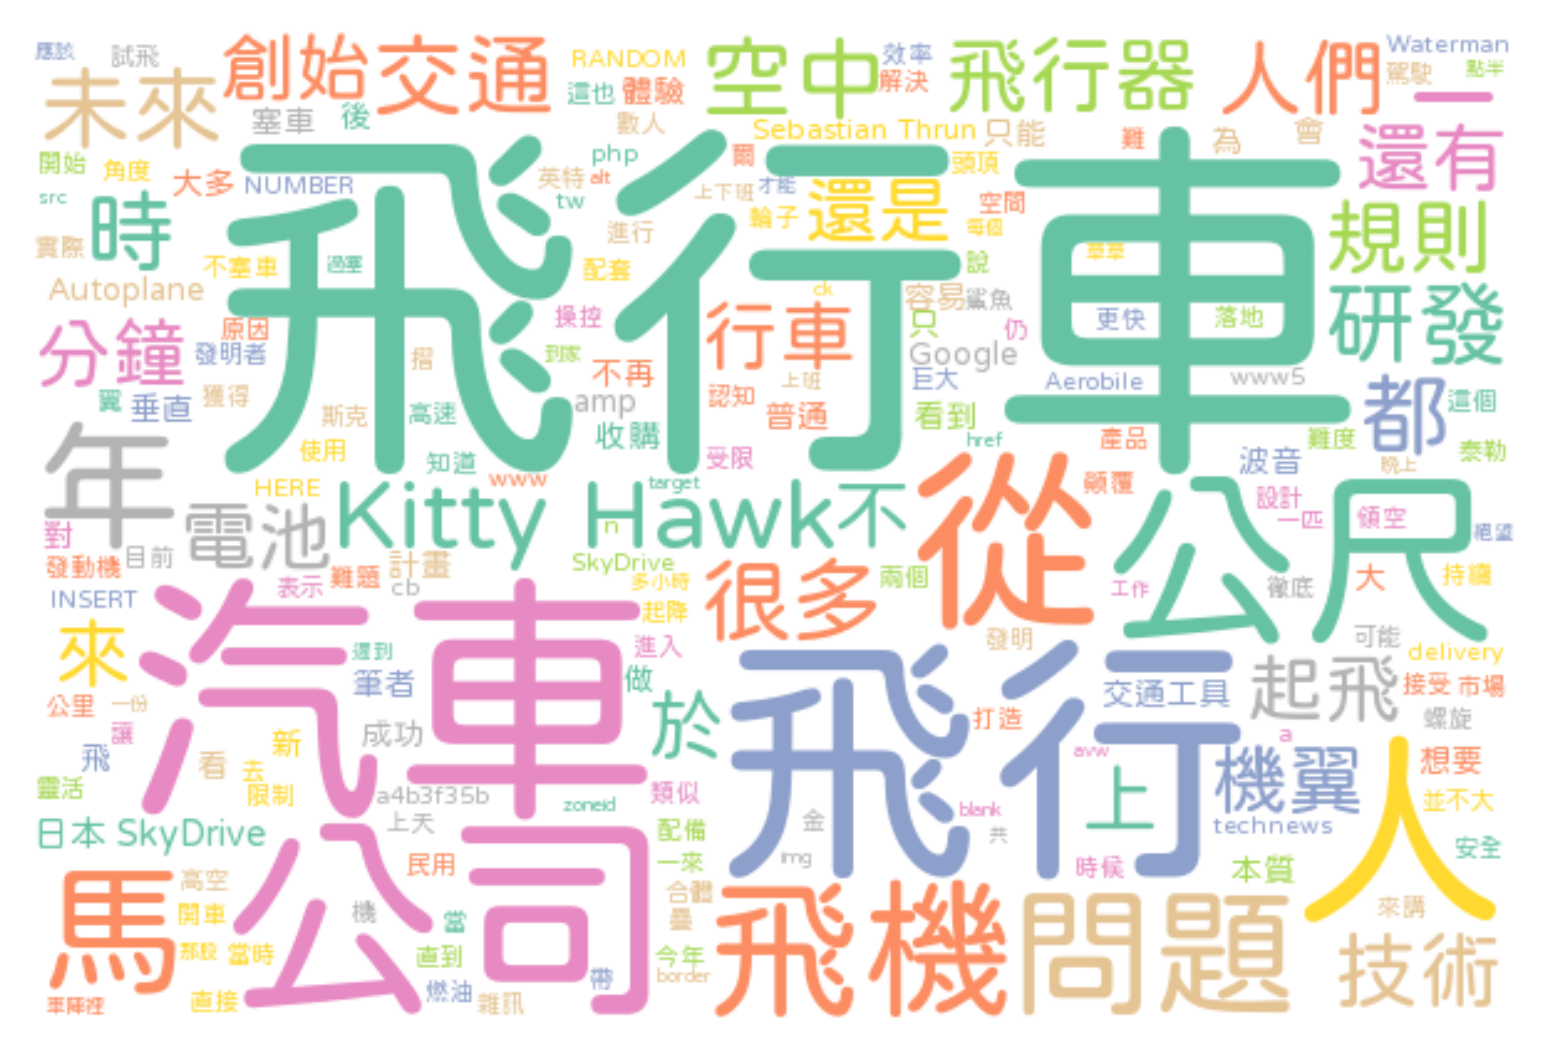 應該 試飛 創始 交通 RANDOM 空中 效率 飛行器 人們 Waterman
未來 這也 體驗 解決 駕駛 點半 一
塞車 後 數人 Sebastian Thrun 只能 難 為 會 還有
開始 角度 大多 NUMBER php 爾 英特 alt 上下班 才能 頭頂
src 時 tw 輪子 還是 每個 空間 規則
飛行車
實際 不塞車 過塞 進行 配套 說 ck
Autoplane 原因 操控 行車 容易 鯊魚 只 仍 更快 落地 研發
分鐘 發明者 摺 到家 不再 上班 Google 巨大 Aerobile www5
翼 垂直 獲得 斯克 高速 amp 認知 普通 看到 都 這個
年 使用 知道 收購 受限 href 產品 波音 難度 晚上 泰勒
HERE www target 從 顛覆 設計 一匹 領空 絕望
對 電池 Kitty Hawk 不 n 公尺
發動機 目前 表示 難題 計畫 SkyDrive 很多 兩個 工作 徹底 大 持續
INSERT cb 多小時 起降
來 汽車 遲到 進入 發明 可能 delivery
公里 一份 筆者 做 於 飛行 交通工具 起飛 接受 市場
讓 新 成功 打造 螺旋
飛 看 去 avw a 機翼 想要
靈活 限制 a4b3f35b zoneid 類似 上 並不大
日本 SkyDrive 上天 配備 金 blank 共 technews 人 安全
公司 民用 一來 img 時候 本質
馬 高空 機 合體 飛機 問題 來講
開車 當 疊 技術
那般 當時 直到 今年
車陣裡 直接 燃油 雜訊 帶 border